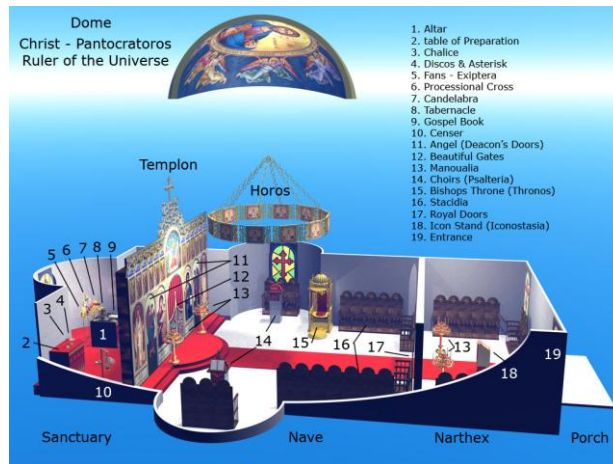 Dome
Christ - Pantocratoros
Ruler of the Universe
1. Altar
2. table of Preparation
3. Chalice
4. Discos & Asterisk
5. Fans - Exiptera
6. Processional Cross
7. Candelabra
8. Tabernacle
9. Gospel Book
10. Censer
11. Angel (Deacon's Doors)
12. Beautiful Gates
13. Manoualia
14. Choirs (Psalteria)
15. Bishops Throne (Thronos)
16. Stacidia
17. Royal Doors
18. Icon Stand (Iconostasia)
19. Entrance
Templon
Horos
5 6 7 8 9
3 4
2
1
10
11
12
13
14
15
16
17
13
18
19
Sanctuary
Nave
Narthex
Porch